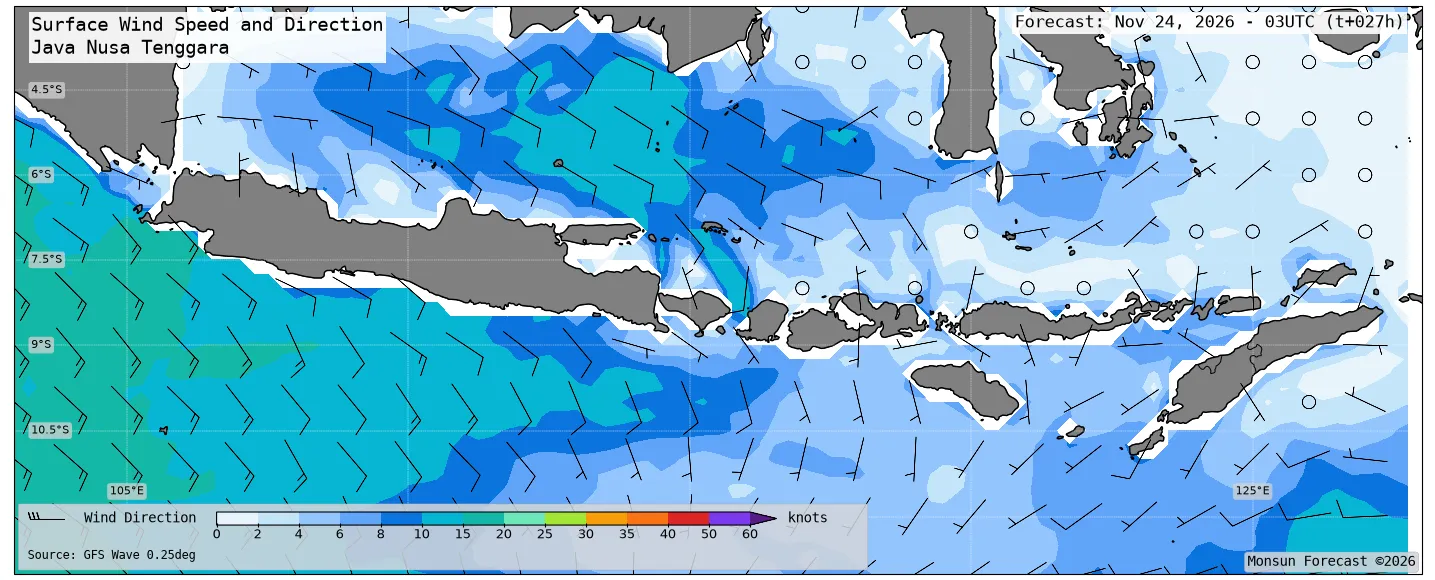 Surface Wind Speed and Direction
Java Nusa Tenggara
Forecast: Nov 24, 2026 - 03UTC (t+027h)
4.5°S
6°S
7.5°S
9°S
10.5°S
105°E
125°E
Wind Direction
0 2 4 6 8 10 15 20 25 30 35 40 50 60
knots
Source: GFS Wave 0.25deg
Monsun Forecast ©2026